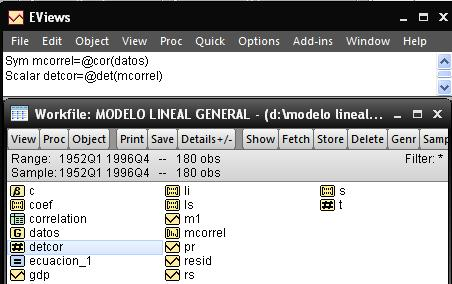 EViews
File Edit Object View Proc Quick Options Add-ins Window Help
Sym mcorrel=@cor(datos)
Scalar detcor=@det(mcorrel)
Workfile: MODELO LINEAL GENERAL - (d:\modelo lineal...
View Proc Object Print Save Details+/- Show Fetch Store Delete Genr Samp
Range: 1952Q1 1996Q4 -- 180 obs Filter: *
Sample: 1952Q1 1996Q4 -- 180 obs
c li s
coef ls t
correlation m1
datos mcorrel
detcor pr
ecuacion_1 resid
gdp rs